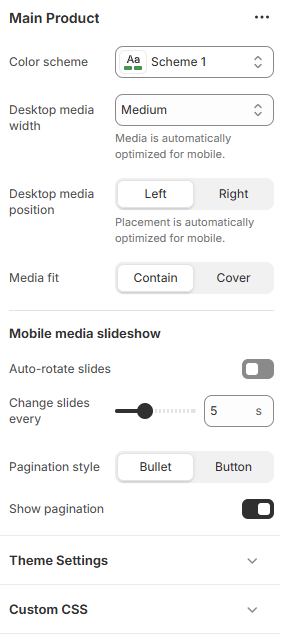 Main Product
Color scheme
Aa
Scheme 1
Desktop media
width
Medium
Media is automatically
optimized for mobile.
Desktop media
position
Left
Right
Placement is automatically
optimized for mobile.
Media fit
Contain
Cover
Mobile media slideshow
Auto-rotate slides
Change slides
every
5
s
Pagination style
Bullet
Button
Show pagination
Theme Settings
Custom CSS